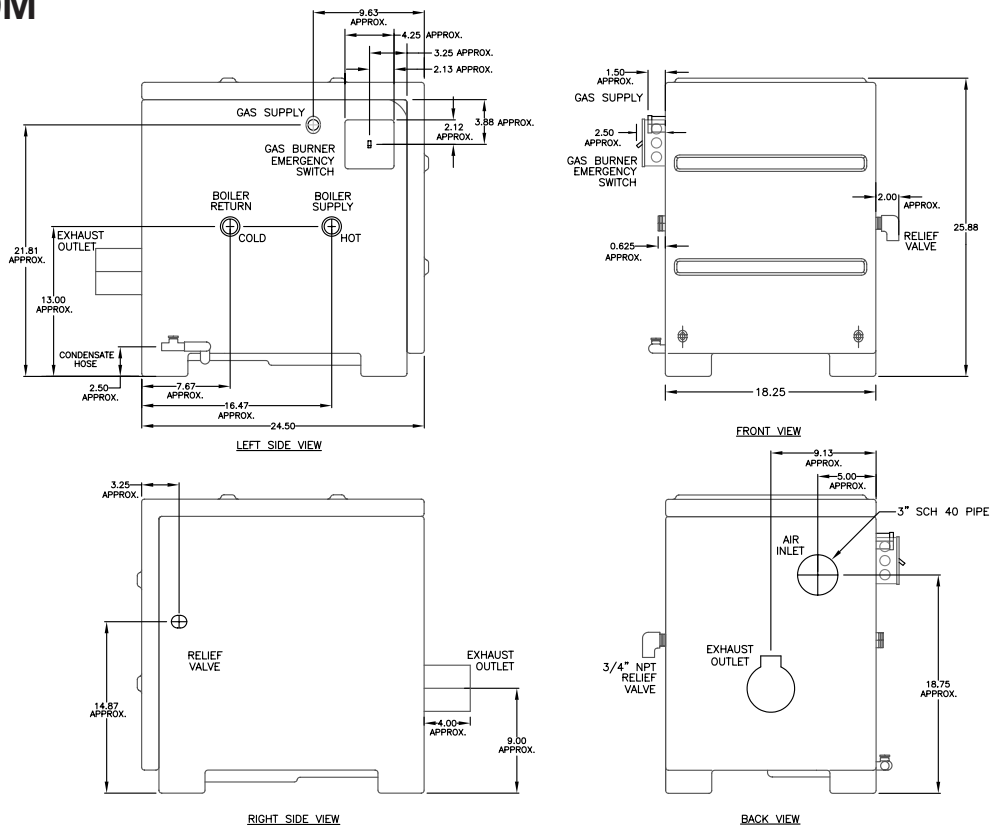 9.63
APPROX.
4.25 APPROX.
3.25 APPROX.
2.13 APPROX.
GAS SUPPLY
3.88
APPROX.
2.12
APPROX.
GAS BURNER
EMERGENCY
SWITCH
BOILER
RETURN
BOILER
SUPPLY
COLD
HOT
EXHAUST
OUTLET
21.81
APPROX.
13.00
APPROX.
CONDENSATE
HOSE
2.50
APPROX.
7.67
APPROX.
16.47
APPROX.
24.50
LEFT SIDE VIEW
1.50
APPROX.
GAS SUPPLY
2.50
APPROX.
GAS BURNER
EMERGENCY
SWITCH
2.00
APPROX.
RELIEF
VALVE
25.88
0.625
APPROX.
18.25
FRONT VIEW
3.25
APPROX.
RELIEF
VALVE
EXHAUST
OUTLET
14.87
APPROX.
4.00
APPROX.
9.00
APPROX.
RIGHT SIDE VIEW
9.13
APPROX.
5.00
APPROX.
3" SCH 40 PIPE
AIR
INLET
EXHAUST
OUTLET
3/4" NPT
RELIEF
VALVE
18.75
APPROX.
BACK VIEW